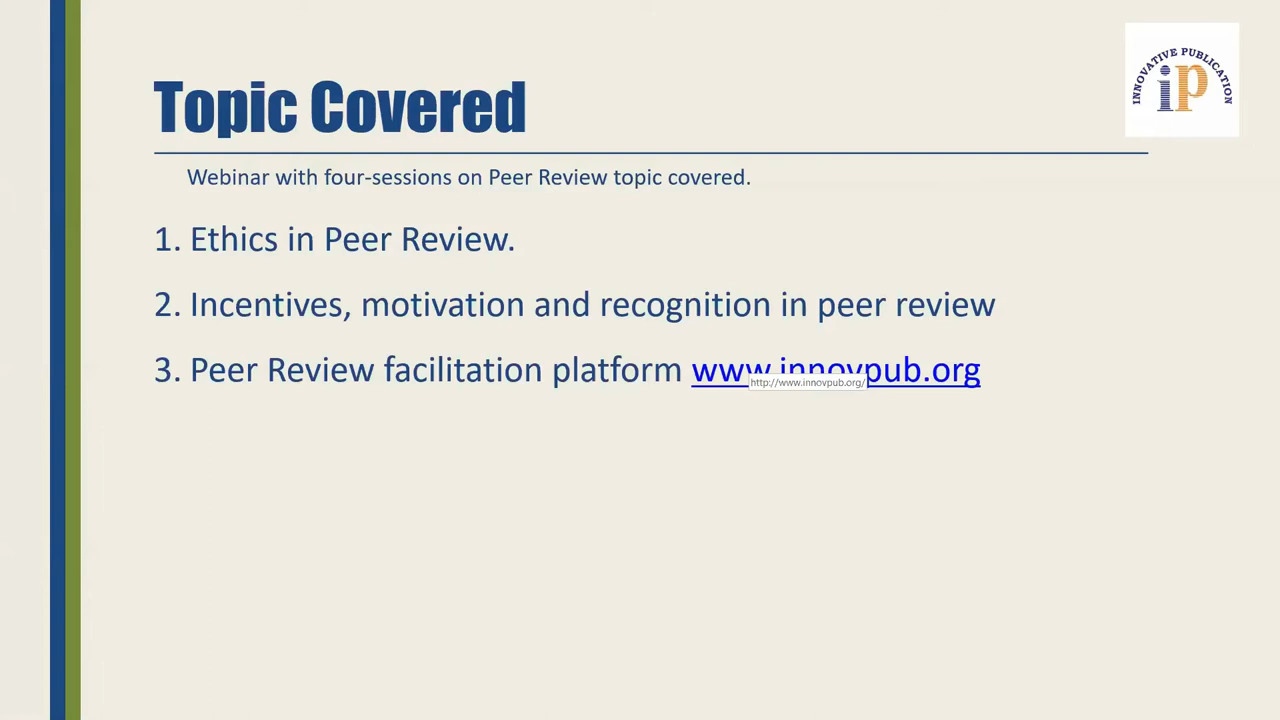 INNOVATIVE PUBLICATION
iP
Topic Covered
Webinar with four-sessions on Peer Review topic covered.
1. Ethics in Peer Review.
2. Incentives, motivation and recognition in peer review
3. Peer Review facilitation platform www.innovpub.org
http://www.innovpub.org/